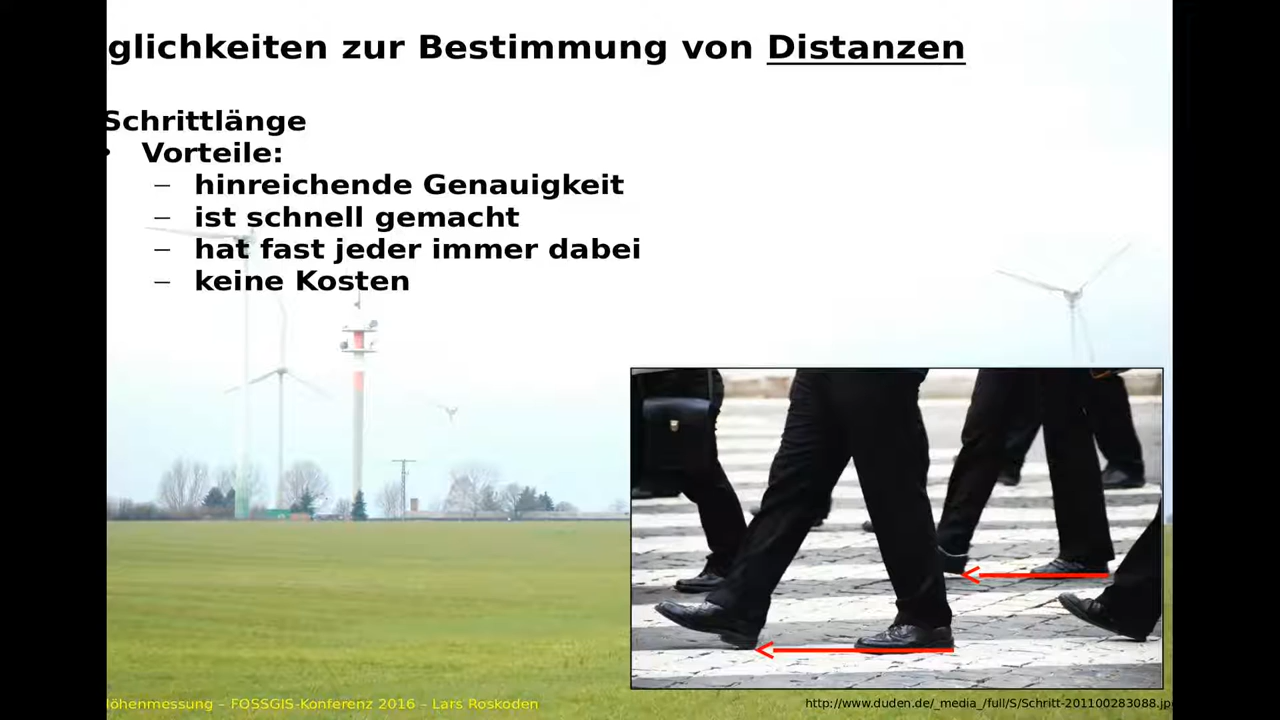 glichkeiten zur Bestimmung von Distanzen
Schrittlänge
• Vorteile:
– hinreichende Genauigkeit
– ist schnell gemacht
– hat fast jeder immer dabei
– keine Kosten
öhenmessung – FOSSGIS-Konferenz 2016 – Lars Roskoden
http://www.duden.de/_media_/full/S/Schritt-201100283088.jp